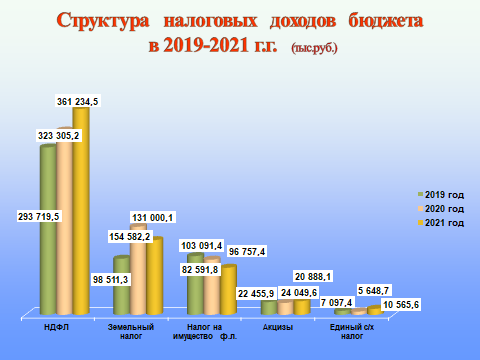 Структура налоговых доходов бюджета
в 2019-2021 г.г. (тыс.руб.)
361 234,5
323 305,2
293 719,5
131 000,1
154 582,2
98 511,3
103 091,4
96 757,4
82 591,8
20 888,1
22 455,9
24 049,6
5 648,7
7 097,4
10 565,6
2019 год
2020 год
2021 год
НДФЛ
Земельный
налог
Налог на
имущество ф.л.
Акцизы
Единый с/х
налог